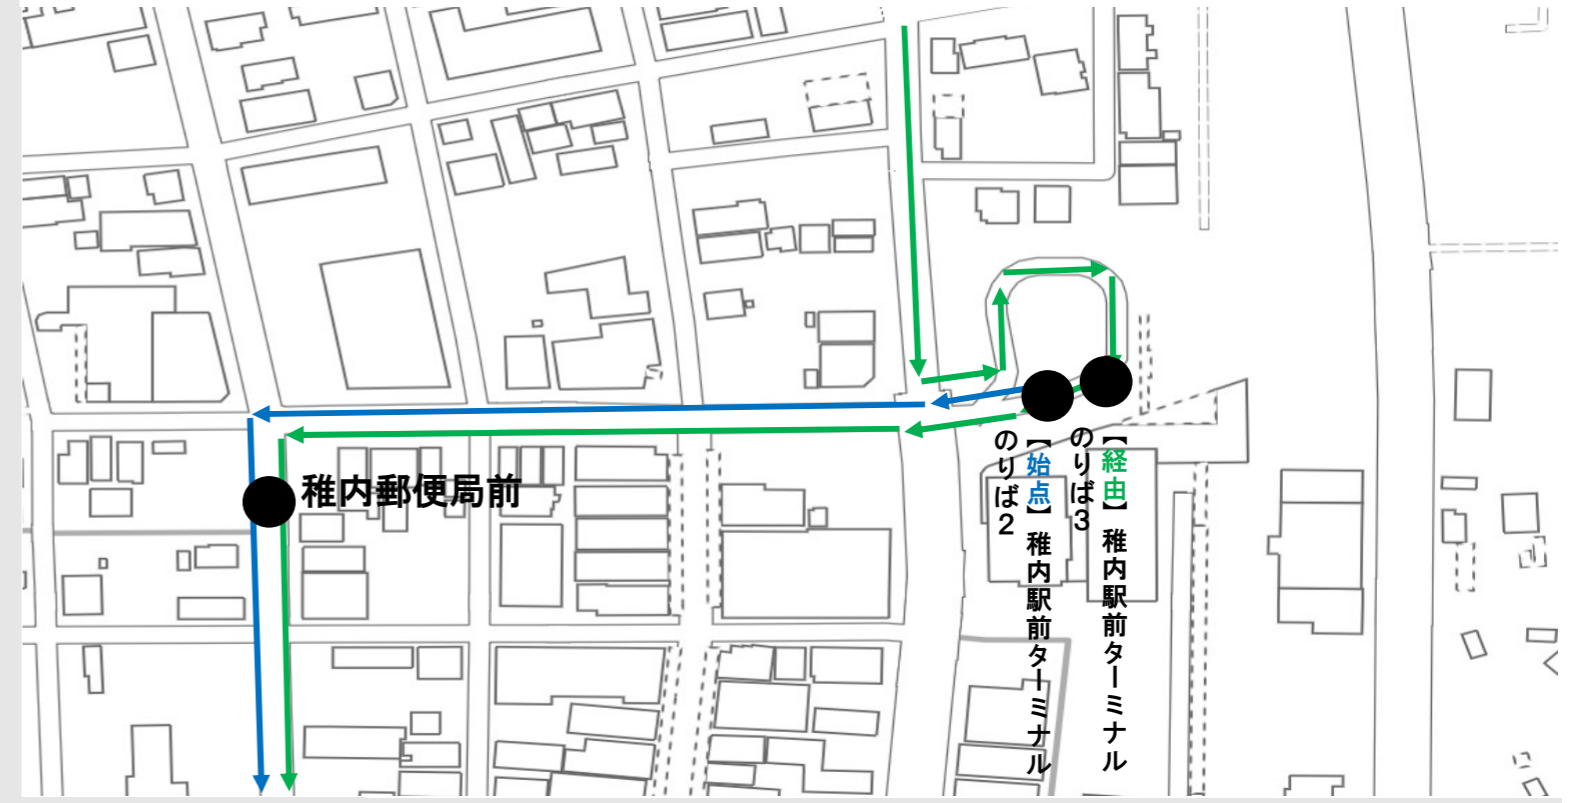 稚内郵便局前
【経由】稚内駅前ターミナル
のりば3
【始点】稚内駅前ターミナル
のりば2